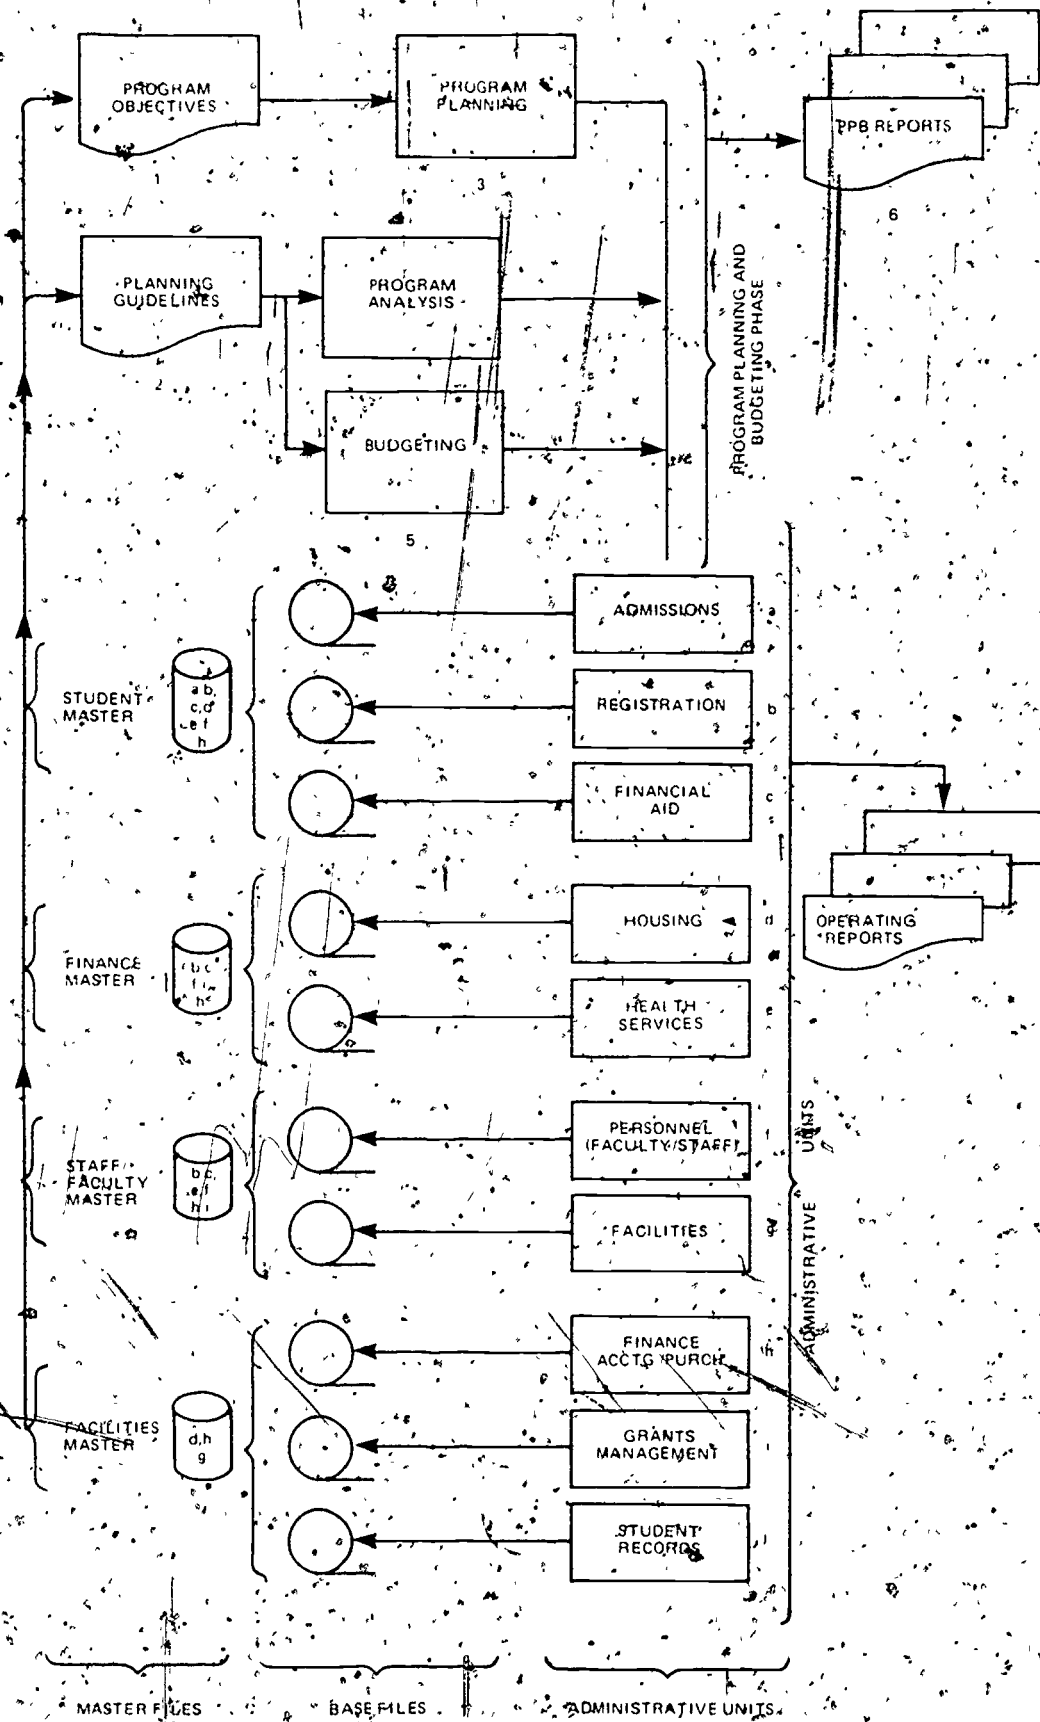 PROGRAM
OBJECTIVES
1
PROGRAM
PLANNING
3
PPB REPORTS
6
PLANNING
GUIDELINES
2
PROGRAM
ANALYSIS
BUDGETING
5
PROGRAM PLANNING AND
BUDGETING PHASE
STUDENT
MASTER
a b,
c,d
e f
h
ADMISSIONS
a
REGISTRATION
b
FINANCIAL
AID
c
FINANCE
MASTER
b c
h
HOUSING
d
HEALTH
SERVICES
e
OPERATING
REPORTS
STAFF/
FACULTY
MASTER
b c,
e f
h i
PERSONNEL
(FACULTY/STAFF)
f
FACILITIES
g
ADMINISTRATIVE UNITS
FACILITIES
MASTER
d,h
g
FINANCE
ACCTG/PURCH
h
GRANTS
MANAGEMENT
STUDENT
RECORDS
MASTER FILES
BASE FILES
ADMINISTRATIVE UNITS